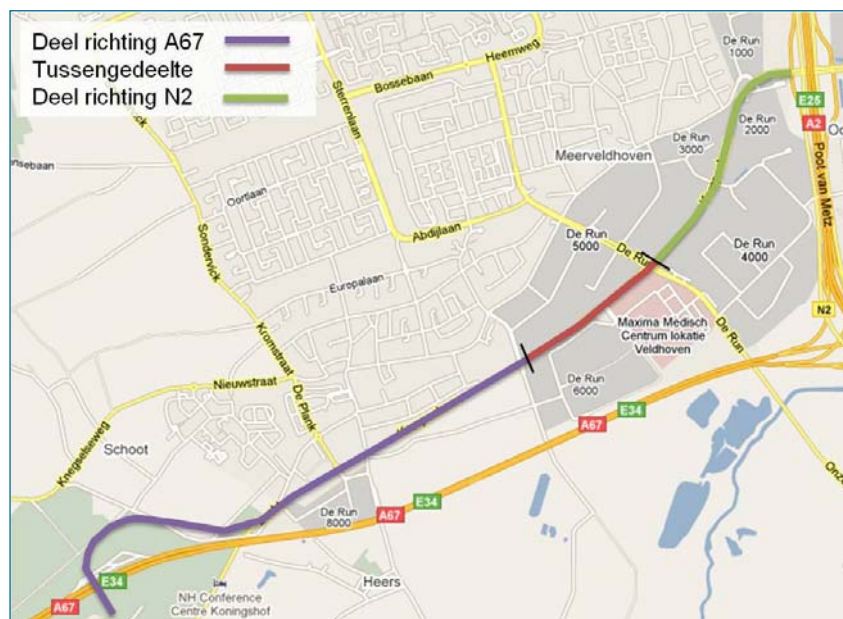 Deel richting A67
Tussengedeelte
Deel richting N2
De Run
1000
Heemweg
Bossebaan
Sterrenlaan
E25
A2
De Run
2000
De Run
3000
Meerveldhoven
Poot van Metz
Oortlaan
Sondervick
Abdijlaan
De Run
5000
De Run
De Run
4000
Europalaan
N2
Maxima Medisch
Centrum lokatie
Veldhoven
De Run
Kromstraat
Nieuwstraat
De Plank
De Run
6000
E34
A67
Schoot
Knegselseweg
De Run
8000
E34
A67
E34
A67
Heers
NH Conference
Centre Koningshof